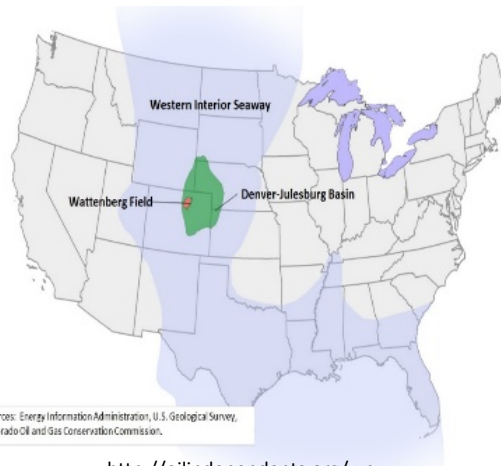 Western Interior Seaway
Wattenberg Field
Denver-Julesburg Basin
rces: Energy Information Administration, U.S. Geological Survey,
rado Oil and Gas Conservation Commission.